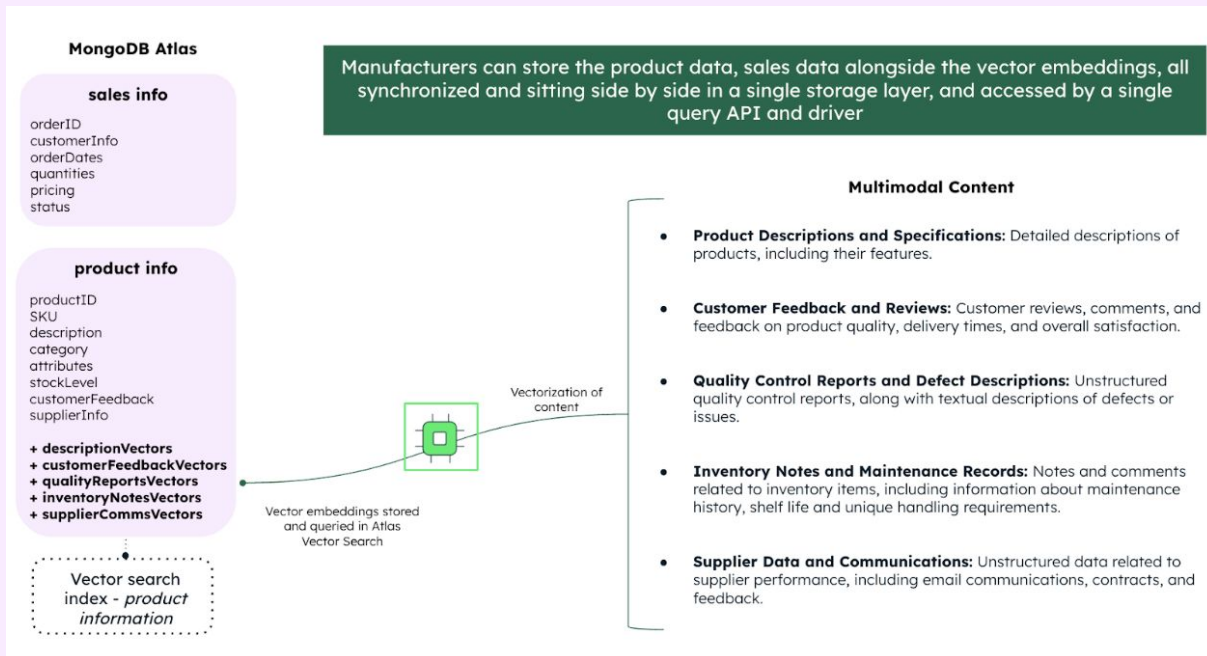 MongoDB Atlas
sales info
orderID
customerInfo
orderDates
quantities
pricing
status
product info
productID
SKU
description
category
attributes
stockLevel
customerFeedback
supplierInfo
+ descriptionVectors
+ customerFeedbackVectors
+ qualityReportsVectors
+ inventoryNotesVectors
+ supplierCommsVectors
Vector search
index - product
information
Manufacturers can store the product data, sales data alongside the vector embeddings, all
synchronized and sitting side by side in a single storage layer, and accessed by a single
query API and driver
Vector embeddings stored
and queried in Atlas
Vector Search
Vectorization of
content
Multimodal Content
● Product Descriptions and Specifications: Detailed descriptions of
products, including their features.
● Customer Feedback and Reviews: Customer reviews, comments, and
feedback on product quality, delivery times, and overall satisfaction.
● Quality Control Reports and Defect Descriptions: Unstructured
quality control reports, along with textual descriptions of defects or
issues.
● Inventory Notes and Maintenance Records: Notes and comments
related to inventory items, including information about maintenance
history, shelf life and unique handling requirements.
● Supplier Data and Communications: Unstructured data related to
supplier performance, including email communications, contracts, and
feedback.